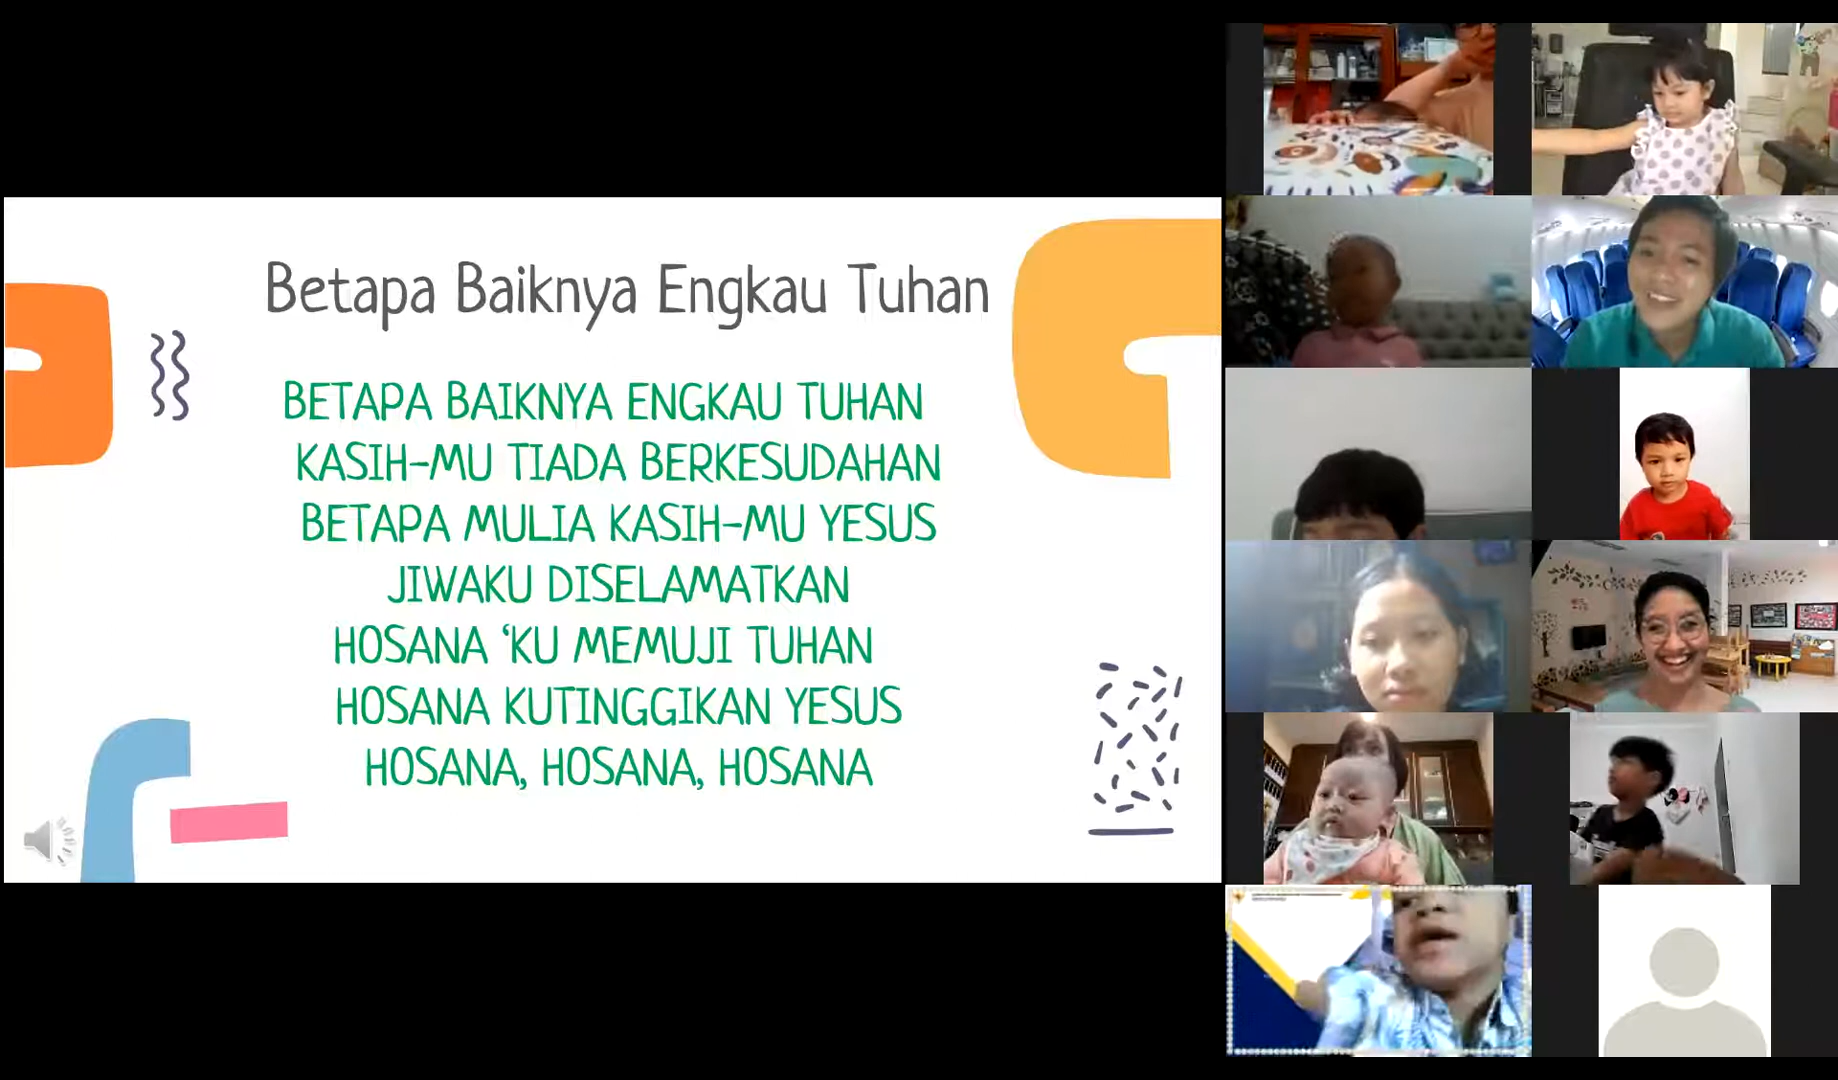 Betapa Baiknya Engkau Tuhan
BETAPA BAIKNYA ENGKAU TUHAN
KASIH-MU TIADA BERKESUDAHAN
BETAPA MULIA KASIH-MU YESUS
JIWAKU DISELAMATKAN
HOSANA ‘KU MEMUJI TUHAN
HOSANA KUTINGGIKAN YESUS
HOSANA, HOSANA, HOSANA